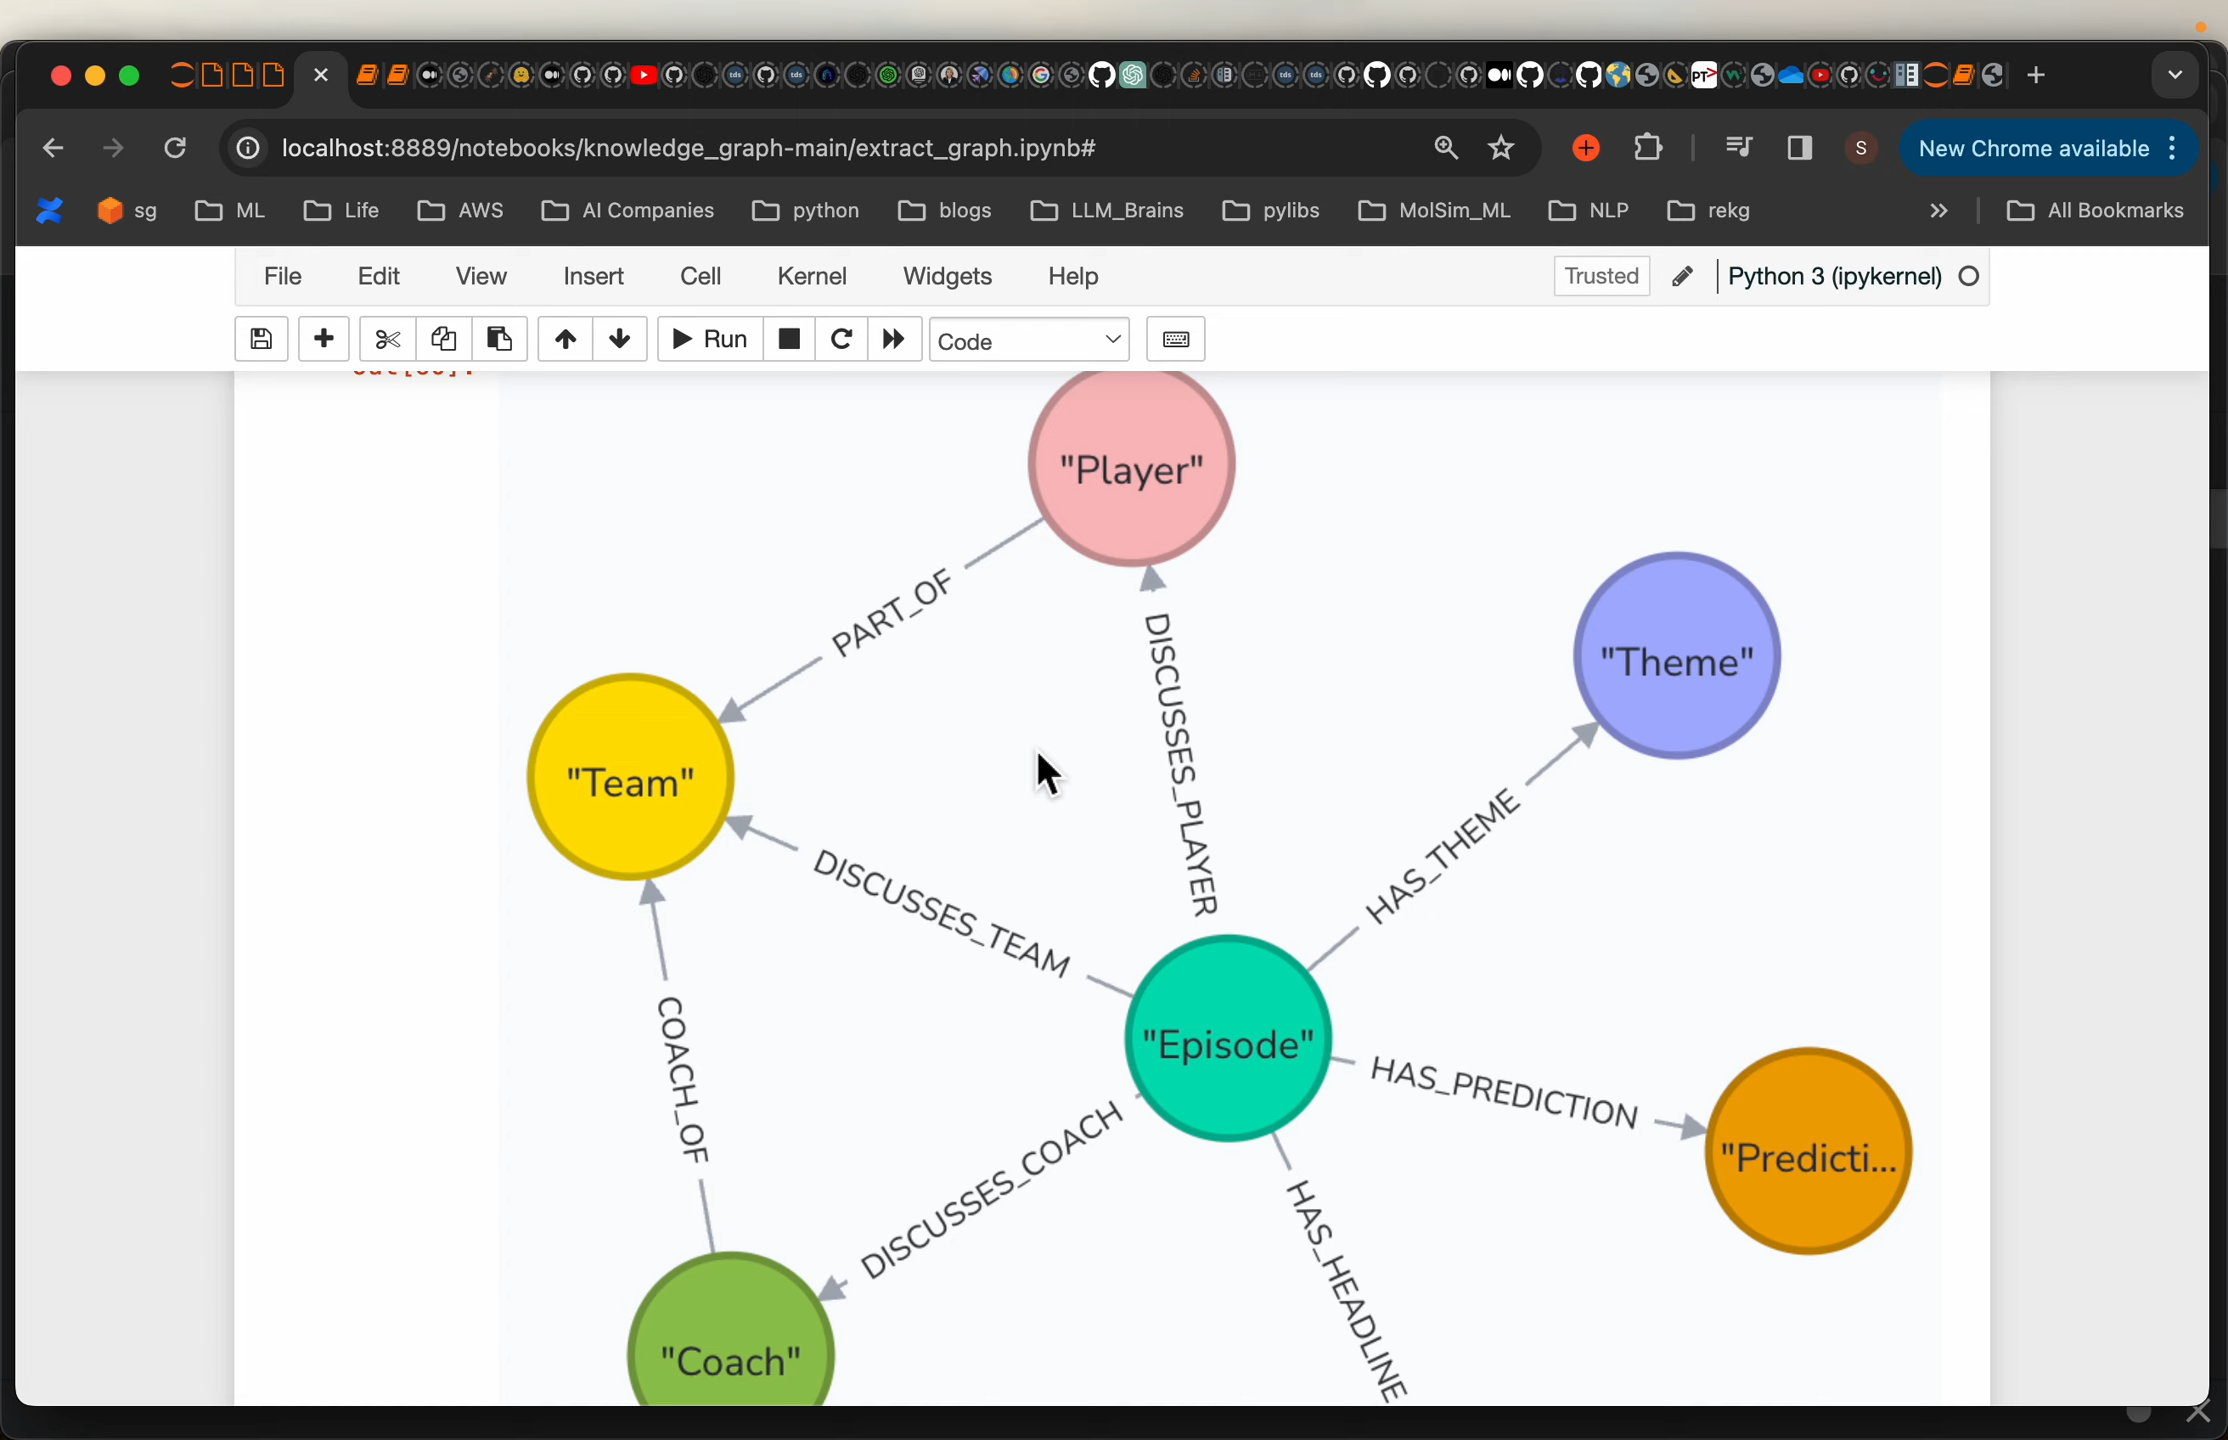 localhost:8889/notebooks/knowledge_graph-main/extract_graph.ipynb#
S
New Chrome available
sg ML Life AWS AI Companies python blogs LLM_Brains pylibs MolSim_ML NLP rekg » All Bookmarks
File Edit View Insert Cell Kernel Widgets Help Trusted Python 3 (ipykernel)
Run Code
"Player"
PART_OF
DISCUSSES_PLAYER
"Theme"
"Team"
HAS_THEME
DISCUSSES_TEAM
"Episode"
COACH_OF
HAS_PREDICTION
"Predicti...
DISCUSSES_COACH
HAS_HEADLINE
"Coach"